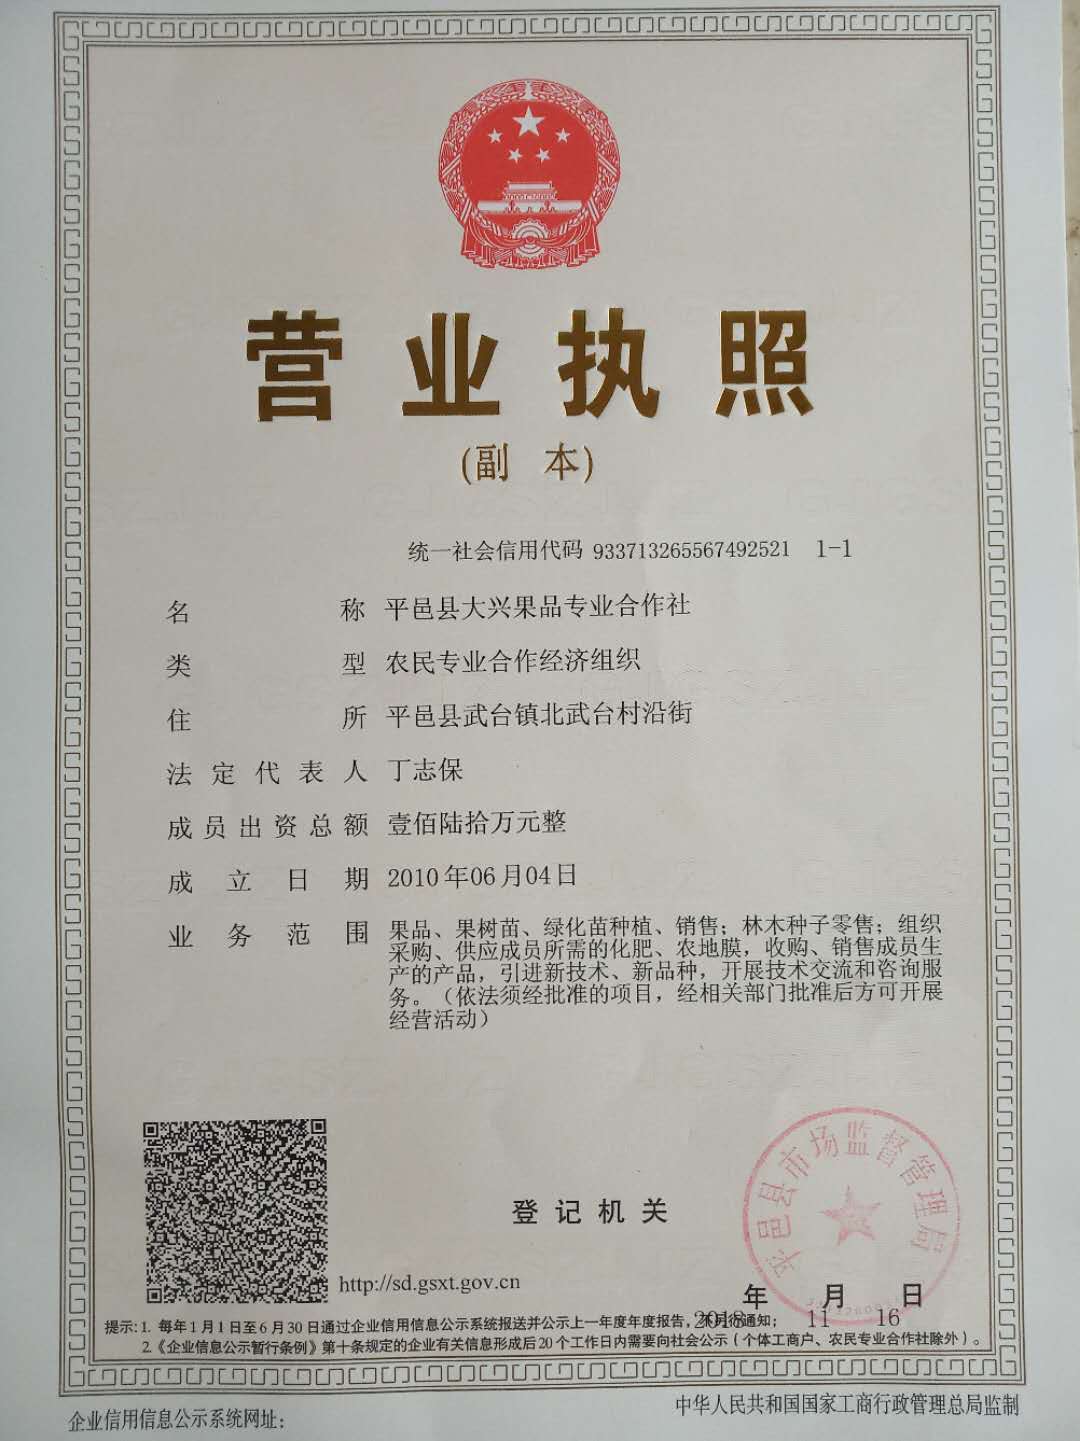 营业执照
(副 本)
统一社会信用代码 933713265567492521 1-1
名称 平邑县大兴果品专业合作社
类型 农民专业合作经济组织
住所 平邑县武台镇北武台村沿街
法定代表人 丁志保
成员出资总额 壹佰陆拾万元整
成立日期 2010年06月04日
业务范围 果品、果树苗、绿化苗种植、销售；林木种子零售；组织
采购、供应成员所需的化肥、农地膜，收购、销售成员生
产的产品，引进新技术、新品种，开展技术交流和咨询服
务。（依法须经批准的项目，经相关部门批准后方可开展
经营活动）
平邑县市场监督管理局
登记机关
http://sd.gsxt.gov.cn
年 月 日
2018 11 16
提示：1. 每年1月1日至6月30日通过企业信用信息公示系统报送并公示上一年度年度报告，不另行通知；
2.《企业信息公示暂行条例》第十条规定的企业有关信息形成后20个工作日内需要向社会公示（个体工商户、农民专业合作社除外）。
企业信用信息公示系统网址：
中华人民共和国国家工商行政管理总局监制